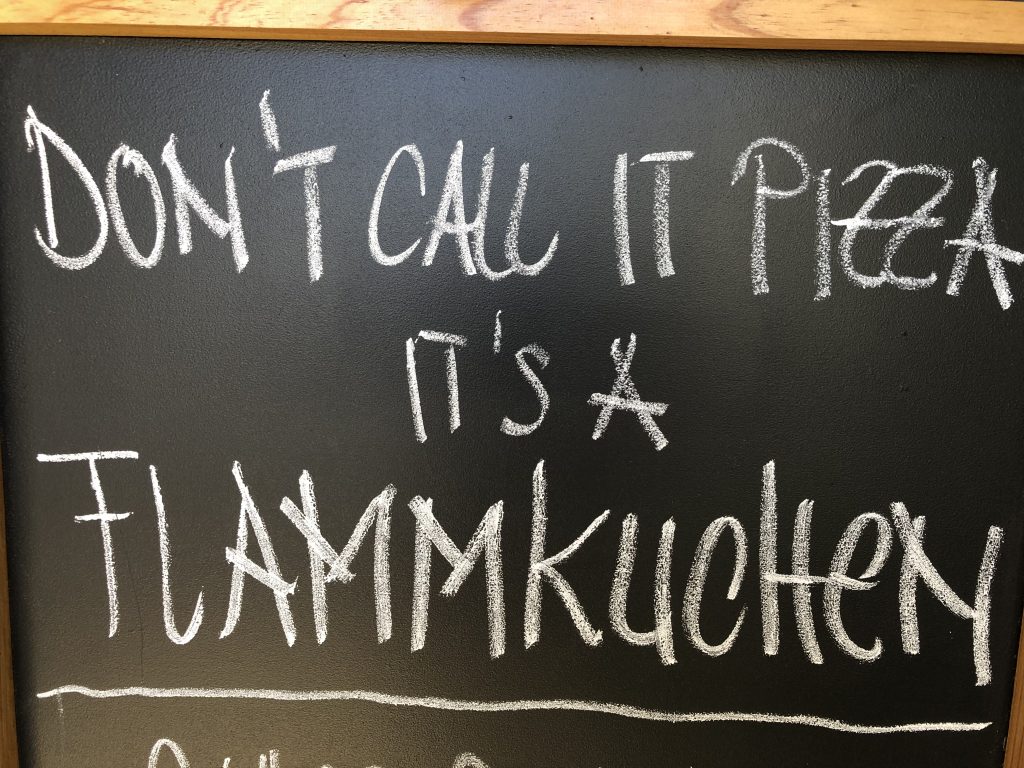 DON'T CALL IT PIZZA
IT'S A
FLAMMKUCHEN